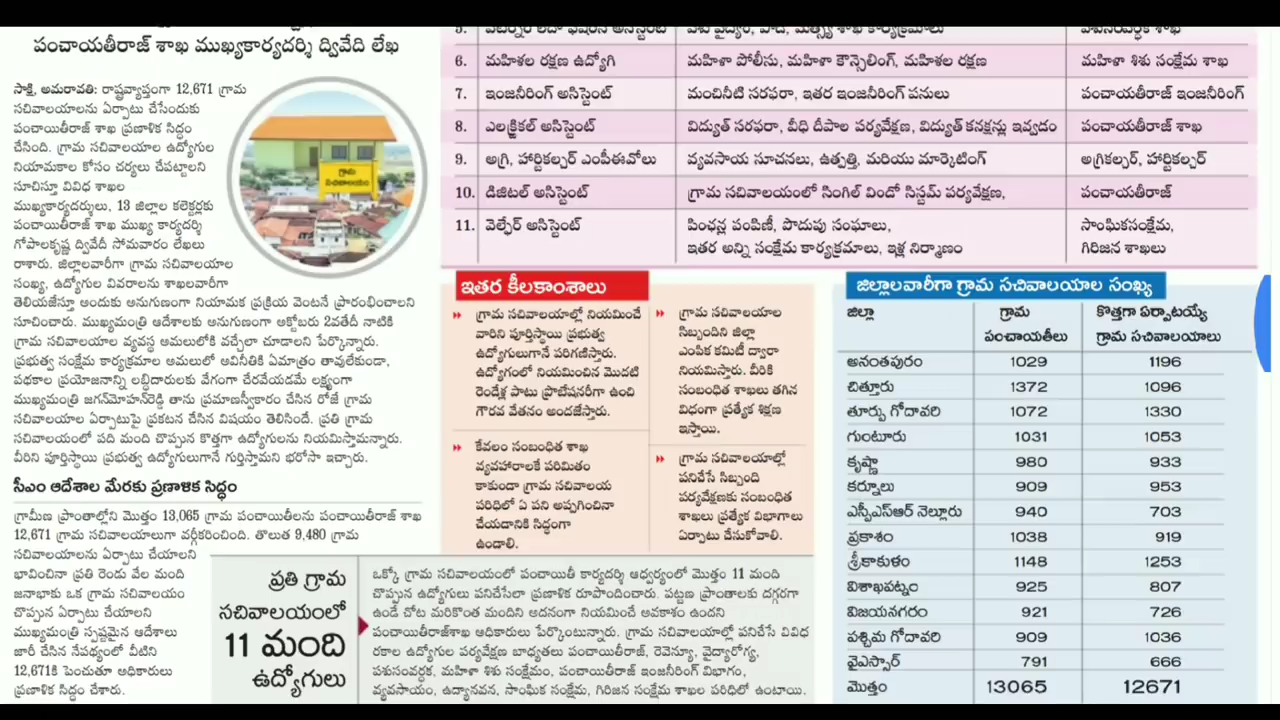 పంచాయతీరాజ్ శాఖ ముఖ్యకార్యదర్శి ద్వివేది లేఖ
సాక్షి, అమరావతి: రాష్ట్రవ్యాప్తంగా 12,671 గ్రామ
సచివాలయాలను ఏర్పాటు చేసేందుకు
పంచాయితీరాజ్ శాఖ ప్రణాళిక సిద్ధం
చేసింది. గ్రామ సచివాలయాల ఉద్యోగుల
నియామకాల కోసం చర్యలు చేపట్టాలని
సూచిస్తూ వివిధ శాఖల
ముఖ్యకార్యదర్శులు, 13 జిల్లాల కలెక్టర్లకు
పంచాయితీరాజ్ శాఖ ముఖ్య కార్యదర్శి
గోపాలకృష్ణ ద్వివేదీ సోమవారం లేఖలు
రాశారు. జిల్లాలవారీగా గ్రామ సచివాలయాల
సంఖ్య, ఉద్యోగుల వివరాలను శాఖలవారీగా
తెలియజేస్తూ అందుకు అనుగుణంగా నియామక ప్రక్రియ వెంటనే ప్రారంభించాలని
సూచించారు. ముఖ్యమంత్రి ఆదేశాలకు అనుగుణంగా అక్టోబరు 2వతేదీ నాటికి
గ్రామ సచివాలయాల వ్యవస్థ అమలులోకి వచ్చేలా చూడాలని పేర్కొన్నారు.
ప్రభుత్వ సంక్షేమ కార్యక్రమాల అమలులో అవినీతికి ఏమాత్రం తావులేకుండా,
పథకాల ప్రయోజనాన్ని లబ్ధిదారులకు వేగంగా చేరవేయడమే లక్ష్యంగా
ముఖ్యమంత్రి జగన్‌మోహన్‌రెడ్డి తాను ప్రమాణస్వీకారం చేసిన రోజే గ్రామ
సచివాలయాల ఏర్పాటుపై ప్రకటన చేసిన విషయం తెలిసిందే. ప్రతి గ్రామ
సచివాలయంలో పది మంది చొప్పున కొత్తగా ఉద్యోగులను నియమిస్తామన్నారు.
వీరిని పూర్తిస్థాయి ప్రభుత్వ ఉద్యోగులుగానే గుర్తిస్తామని భరోసా ఇచ్చారు.
సీఎం ఆదేశాల మేరకు ప్రణాళిక సిద్ధం
గ్రామీణ ప్రాంతాల్లోని మొత్తం 13,065 గ్రామ పంచాయితీలను పంచాయితీరాజ్ శాఖ
12,671 గ్రామ సచివాలయాలుగా వర్గీకరించింది. తొలుత 9,480 గ్రామ
సచివాలయాలను ఏర్పాటు చేయాలని
భావించినా ప్రతి రెండు వేల మంది
జనాభాకు ఒక గ్రామ సచివాలయం
చొప్పున ఏర్పాటు చేయాలని
ముఖ్యమంత్రి స్పష్టమైన ఆదేశాలు
జారీ చేసిన నేపథ్యంలో వీటిని
12,671కి పెంచుతూ అధికారులు
ప్రణాళిక సిద్ధం చేశారు.
గ్రామ
సచివాలయం
6. మహిళల రక్షణ ఉద్యోగి మహిళా పోలీసు, మహిళా కౌన్సెలింగ్, మహిళల రక్షణ మహిళా శిశు సంక్షేమ శాఖ
7. ఇంజనీరింగ్ అసిస్టెంట్ మంచినీటి సరఫరా, ఇతర ఇంజనీరింగ్ పనులు పంచాయతీరాజ్ ఇంజనీరింగ్
8. ఎలక్ట్రికల్ అసిస్టెంట్ విద్యుత్ సరఫరా, వీధి దీపాల పర్యవేక్షణ, విద్యుత్ కనక్షన్లు ఇవ్వడం పంచాయతీరాజ్ శాఖ
9. అగ్రి, హార్టికల్చర్ ఎంపీఈవోలు వ్యవసాయ సూచనలు, ఉత్పత్తి, మరియు మార్కెటింగ్ అగ్రికల్చర్, హార్టికల్చర్
10. డిజిటల్ అసిస్టెంట్ గ్రామ సచివాలయంలో సింగిల్ విండో సిస్టమ్ పర్యవేక్షణ, పంచాయతీరాజ్
11. వెల్ఫేర్ అసిస్టెంట్ పింఛన్ల పంపిణీ, పొదుపు సంఘాలు, సాంఘికసంక్షేమ,
ఇతర అన్ని సంక్షేమ కార్యక్రమాలు, ఇళ్ల నిర్మాణం గిరిజన శాఖలు
ఇతర కీలకాంశాలు
గ్రామ సచివాలయాల్లో నియమించే
వారిని పూర్తిస్థాయి ప్రభుత్వ
ఉద్యోగులుగానే పరిగణిస్తారు.
ఉద్యోగంలో నియమించిన మొదటి
రెండేళ్ల పాటు ప్రొబేషనరీగా ఉంచి
గౌరవ వేతనం అందజేస్తారు.
కేవలం సంబంధిత శాఖ
వ్యవహారాలకే పరిమితం
కాకుండా గ్రామ సచివాలయ
పరిధిలో ఏ పని అప్పగించినా
చేయడానికి సిద్ధంగా
ఉండాలి.
గ్రామ సచివాలయాల
సిబ్బందిని జిల్లా
ఎంపిక కమిటీ ద్వారా
నియమిస్తారు. వీరికి
సంబంధిత శాఖలు తగిన
విధంగా ప్రత్యేక శిక్షణ
ఇస్తాయి.
గ్రామ సచివాలయాల్లో
పనిచేసే సిబ్బంది
పర్యవేక్షణకు సంబంధిత
శాఖలు ప్రత్యేక విభాగాలు
ఏర్పాటు చేసుకోవాలి.
జిల్లాలవారీగా గ్రామ సచివాలయాల సంఖ్య
జిల్లా గ్రామ కొత్తగా ఏర్పాటయ్యే
పంచాయతీలు గ్రామ సచివాలయాలు
అనంతపురం 1029 1196
చిత్తూరు 1372 1096
తూర్పు గోదావరి 1072 1330
గుంటూరు 1031 1053
కృష్ణా 980 933
కర్నూలు 909 953
ఎస్పీఎస్ఆర్ నెల్లూరు 940 703
ప్రకాశం 1038 919
శ్రీకాకుళం 1148 1253
విశాఖపట్నం 925 807
విజయనగరం 921 726
పశ్చిమ గోదావరి 909 1036
వైఎస్సార్ 791 666
మొత్తం 13065 12671
ప్రతి గ్రామ
సచివాలయంలో
11 మంది
ఉద్యోగులు
ఒక్కో గ్రామ సచివాలయంలో పంచాయితీ కార్యదర్శి ఆధ్వర్యంలో మొత్తం 11 మంది
చొప్పున ఉద్యోగులు పనిచేసేలా ప్రణాళిక రూపొందించారు. పట్టణ ప్రాంతాలకు దగ్గరగా
ఉండే చోట మరికొంత మందిని అదనంగా నియమించే అవకాశం ఉందని
పంచాయితీరాజ్‌శాఖ అధికారులు పేర్కొంటున్నారు. గ్రామ సచివాలయాల్లో పనిచేసే వివిధ
రకాల ఉద్యోగుల పర్యవేక్షణ బాధ్యతలు పంచాయితీరాజ్, రెవెన్యూ, వైద్యారోగ్య,
పశుసంవర్థక, మహిళా శిశు సంక్షేమం, పంచాయితీరాజ్ ఇంజనీరింగ్ విభాగం,
వ్యవసాయం, ఉద్యానవన, సాంఘిక సంక్షేమ, గిరిజన సంక్షేమ శాఖల పరిధిలో ఉంటాయి.